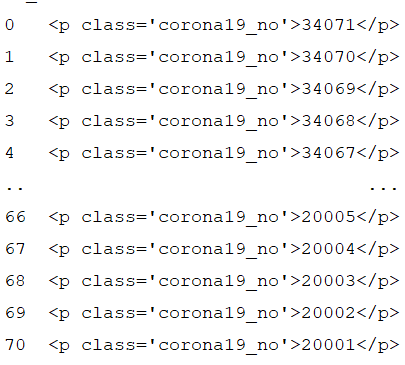 0 <p class='corona19_no'>34071</p>
1 <p class='corona19_no'>34070</p>
2 <p class='corona19_no'>34069</p>
3 <p class='corona19_no'>34068</p>
4 <p class='corona19_no'>34067</p>
.. ...
66 <p class='corona19_no'>20005</p>
67 <p class='corona19_no'>20004</p>
68 <p class='corona19_no'>20003</p>
69 <p class='corona19_no'>20002</p>
70 <p class='corona19_no'>20001</p>